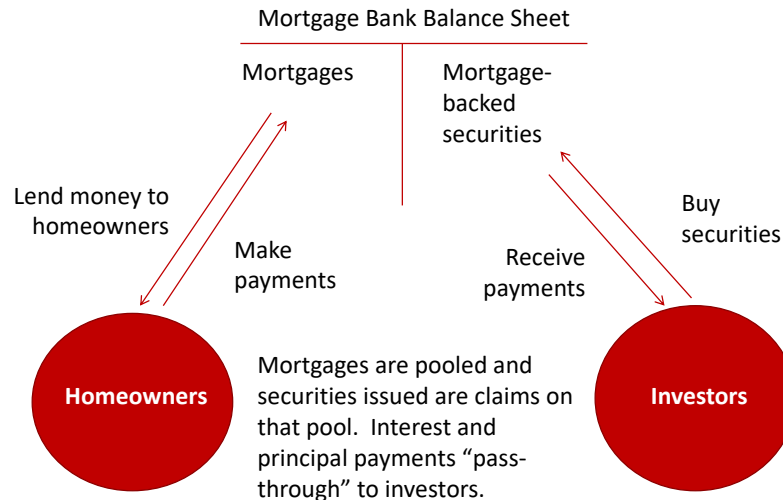 Mortgage Bank Balance Sheet
Mortgages
Mortgage-
backed
securities
Lend money to
homeowners
Make
payments
Receive
payments
Buy
securities
Homeowners
Mortgages are pooled and
securities issued are claims on
that pool.  Interest and
principal payments “pass-
through” to investors.
Investors